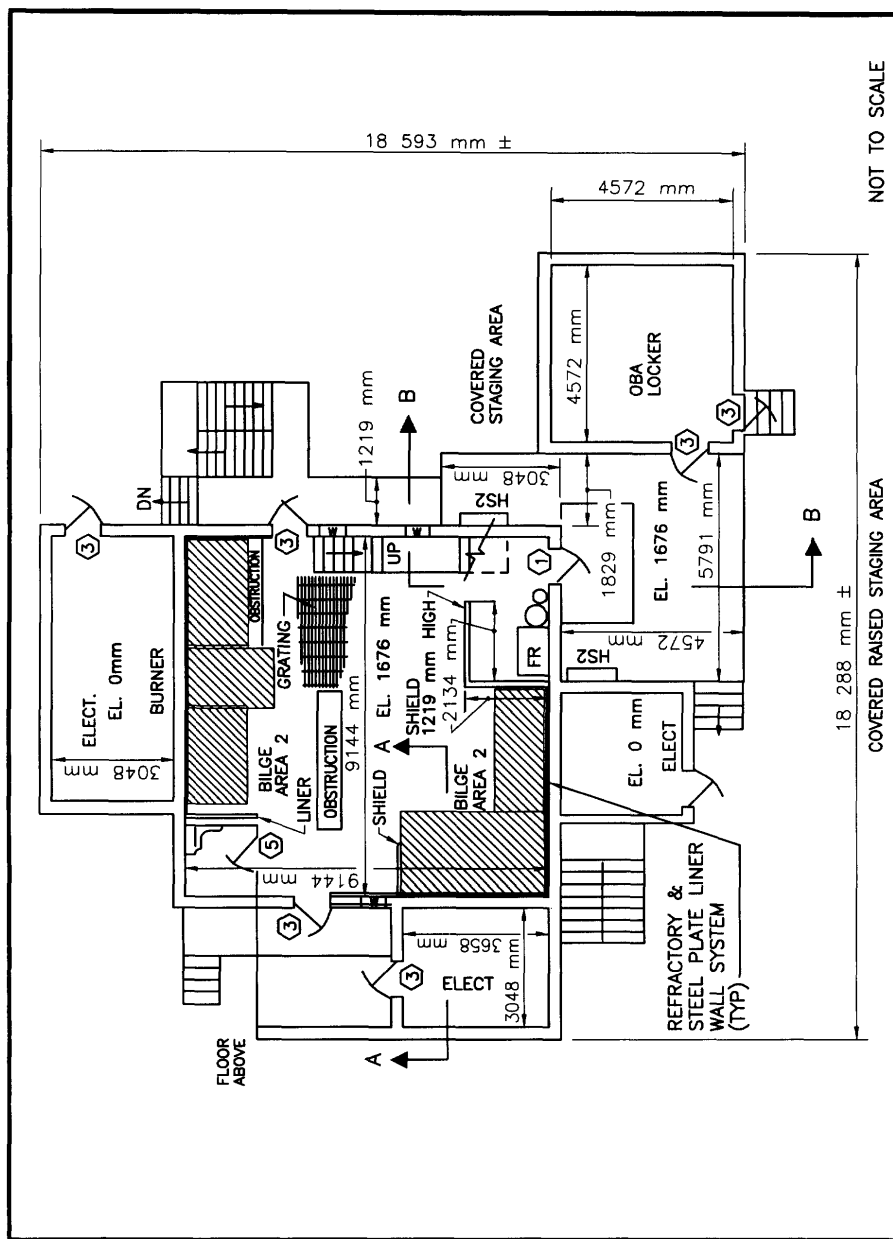 18 593 mm ±
ELECT.
EL. 0mm
BURNER
3048 mm
3
DN
OBSTRUCTION
BILGE
AREA 2
LINER
GRATING
3
1219 mm
B
COVERED
STAGING AREA
4572 mm
4572 mm
OBA
LOCKER
3
3
3048
mm
HS2
UP
W
W
OBSTRUCTION
EL. 1676 mm
9144 mm
SHIELD
1219 mm HIGH
2134 mm
1
FR
1829 mm
EL. 1676 mm
5791 mm
4572 mm
HS2
B
5
9144
mm
3
W
SHIELD
A
BILGE
AREA 2
EL. 0 mm
ELECT
3658
mm
3
ELECT
3048 mm
A
FLOOR
ABOVE
REFRACTORY &
STEEL PLATE LINER
WALL SYSTEM
(TYP)
18 288 mm ±
COVERED RAISED STAGING AREA
NOT TO SCALE